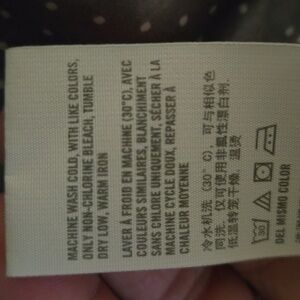 MACHINE WASH COLD, WITH LIKE COLORS,
ONLY NON-CHLORINE BLEACH, TUMBLE
DRY LOW, WARM IRON
LAVER À FROID EN MACHINE (30°C), AVEC
COULEURS SIMILAIRES, BLANCHIMENT
SANS CHLORE UNIQUEMENT, SÉCHER À LA
MACHINE CYCLE DOUX, REPASSER À
CHALEUR MOYENNE
冷水机洗 (30° C), 可与相似色
同洗, 仅可使用非氯性漂白剂,
低温转笼干燥, 温烫
DEL MISMO COLOR